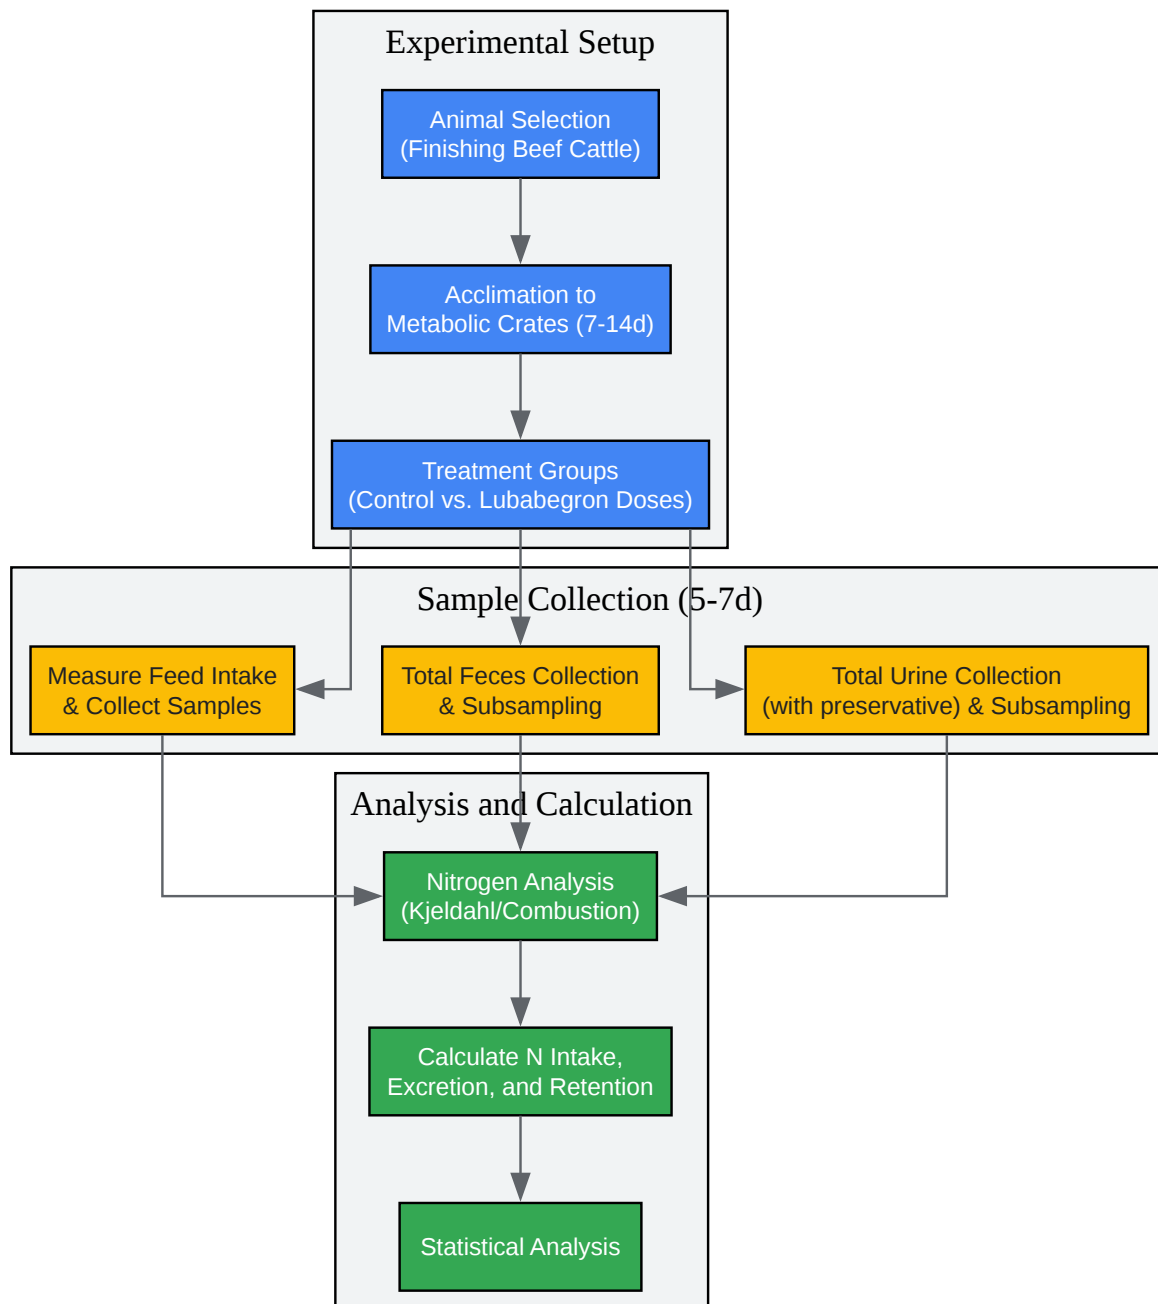 Experimental Setup
Animal Selection
(Finishing Beef Cattle)
Acclimation to
Metabolic Crates (7-14d)
Treatment Groups
(Control vs. Lubabegron Doses)
Sample Collection (5-7d)
Measure Feed Intake
& Collect Samples
Total Feces Collection
& Subsampling
Total Urine Collection
(with preservative) & Subsampling
Analysis and Calculation
Nitrogen Analysis
(Kjeldahl/Combustion)
Calculate N Intake,
Excretion, and Retention
Statistical Analysis